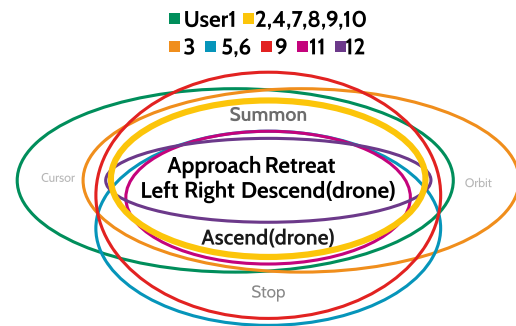 User1 2,4,7,8,9,10
3 5,6 9 11 12
Summon
Approach Retreat
Cursor
Left Right Descend(drone)
Orbit
Ascend(drone)
Stop